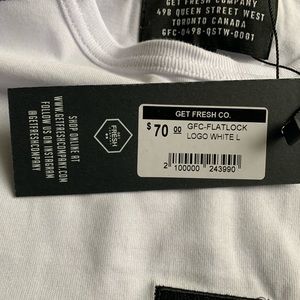 GET FRESH COMPANY
498 QUEEN STREET WEST
TORONTO CANADA
GFC-0498-QSTW-0001
SHOP ONLINE AT
WWW.GETFRESHCOMPANY.COM
FOLLOW US ON INSTAGRAM
@GETFRESHCOMPANY
FRESH
GET FRESH CO.
$ 70 00
GFC-FLATLOCK
LOGO WHITE L
2 100000 243990